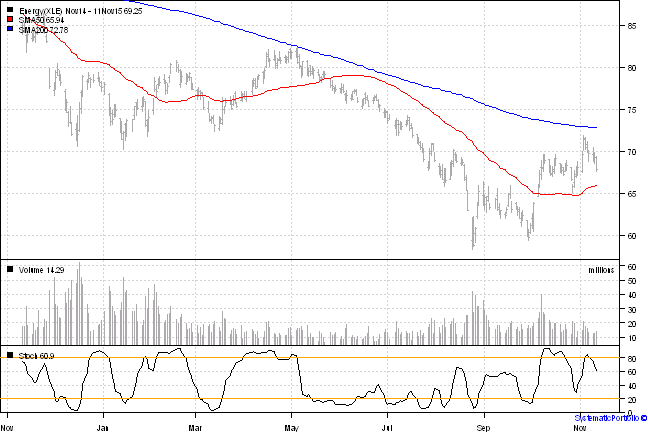 Energy(XLE) Nov14 - 11Nov15 69.25
SMA50 65.94
SMA200 72.78
85
80
75
70
65
60
Volume 14.29
millions
60
50
40
30
20
10
Stoch 60.9
80
60
40
20
0
Nov Jan Mar May Jul Sep Nov
SystematicPortfolio ©